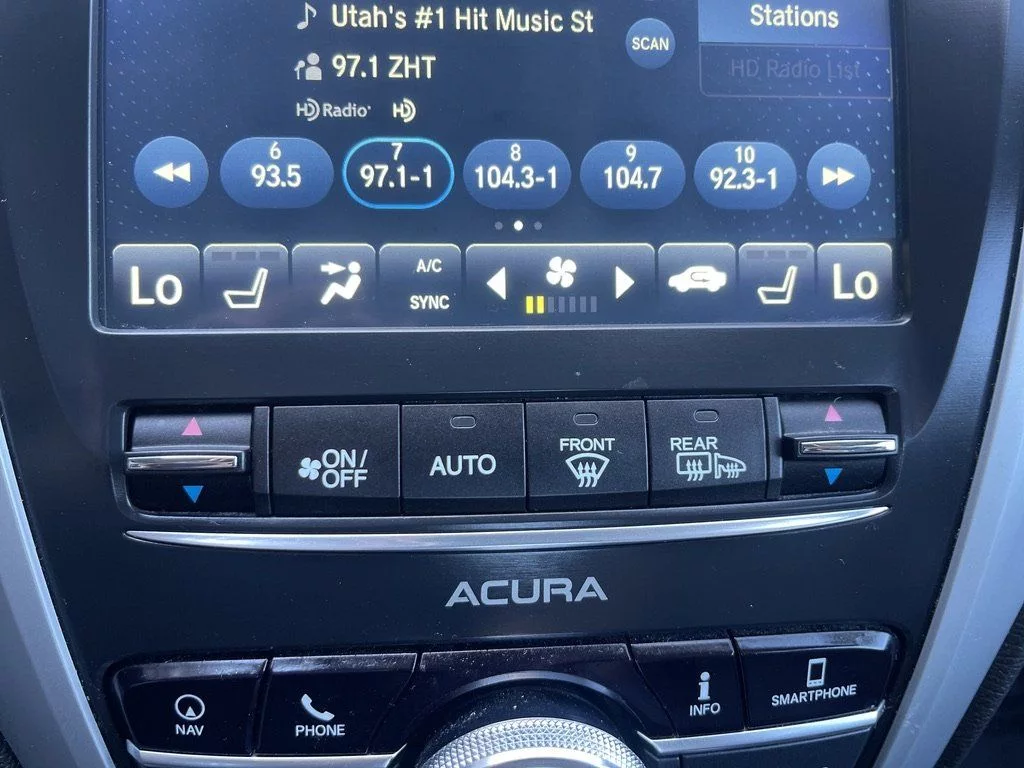 Utah's #1 Hit Music St
SCAN
Stations
97.1 ZHT
HD Radio List
HD Radio HD
6 93.5
7 97.1-1
8 104.3-1
9 104.7
10 92.3-1
Lo
A/C
SYNC
Lo
ON/
OFF
AUTO
FRONT
REAR
ACURA
NAV
PHONE
INFO
SMARTPHONE